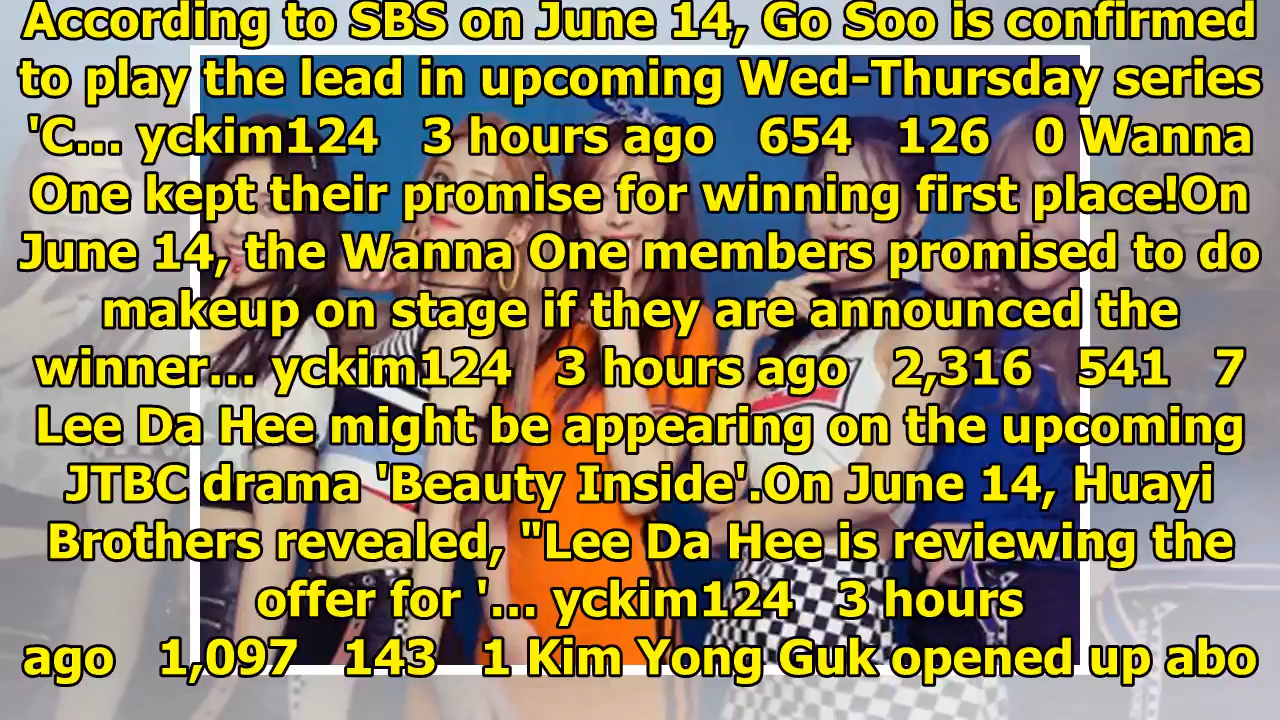 According to SBS on June 14, Go Soo is confirmed
to play the lead in upcoming Wed-Thursday series
'C... yckim124 3 hours ago 654 126 0 Wanna
One kept their promise for winning first place!On
June 14, the Wanna One members promised to do
makeup on stage if they are announced the
winner... yckim124 3 hours ago 2,316 541 7
Lee Da Hee might be appearing on the upcoming
JTBC drama 'Beauty Inside'.On June 14, Huayi
Brothers revealed, "Lee Da Hee is reviewing the
offer for '... yckim124 3 hours
ago 1,097 143 1 Kim Yong Guk opened up abo